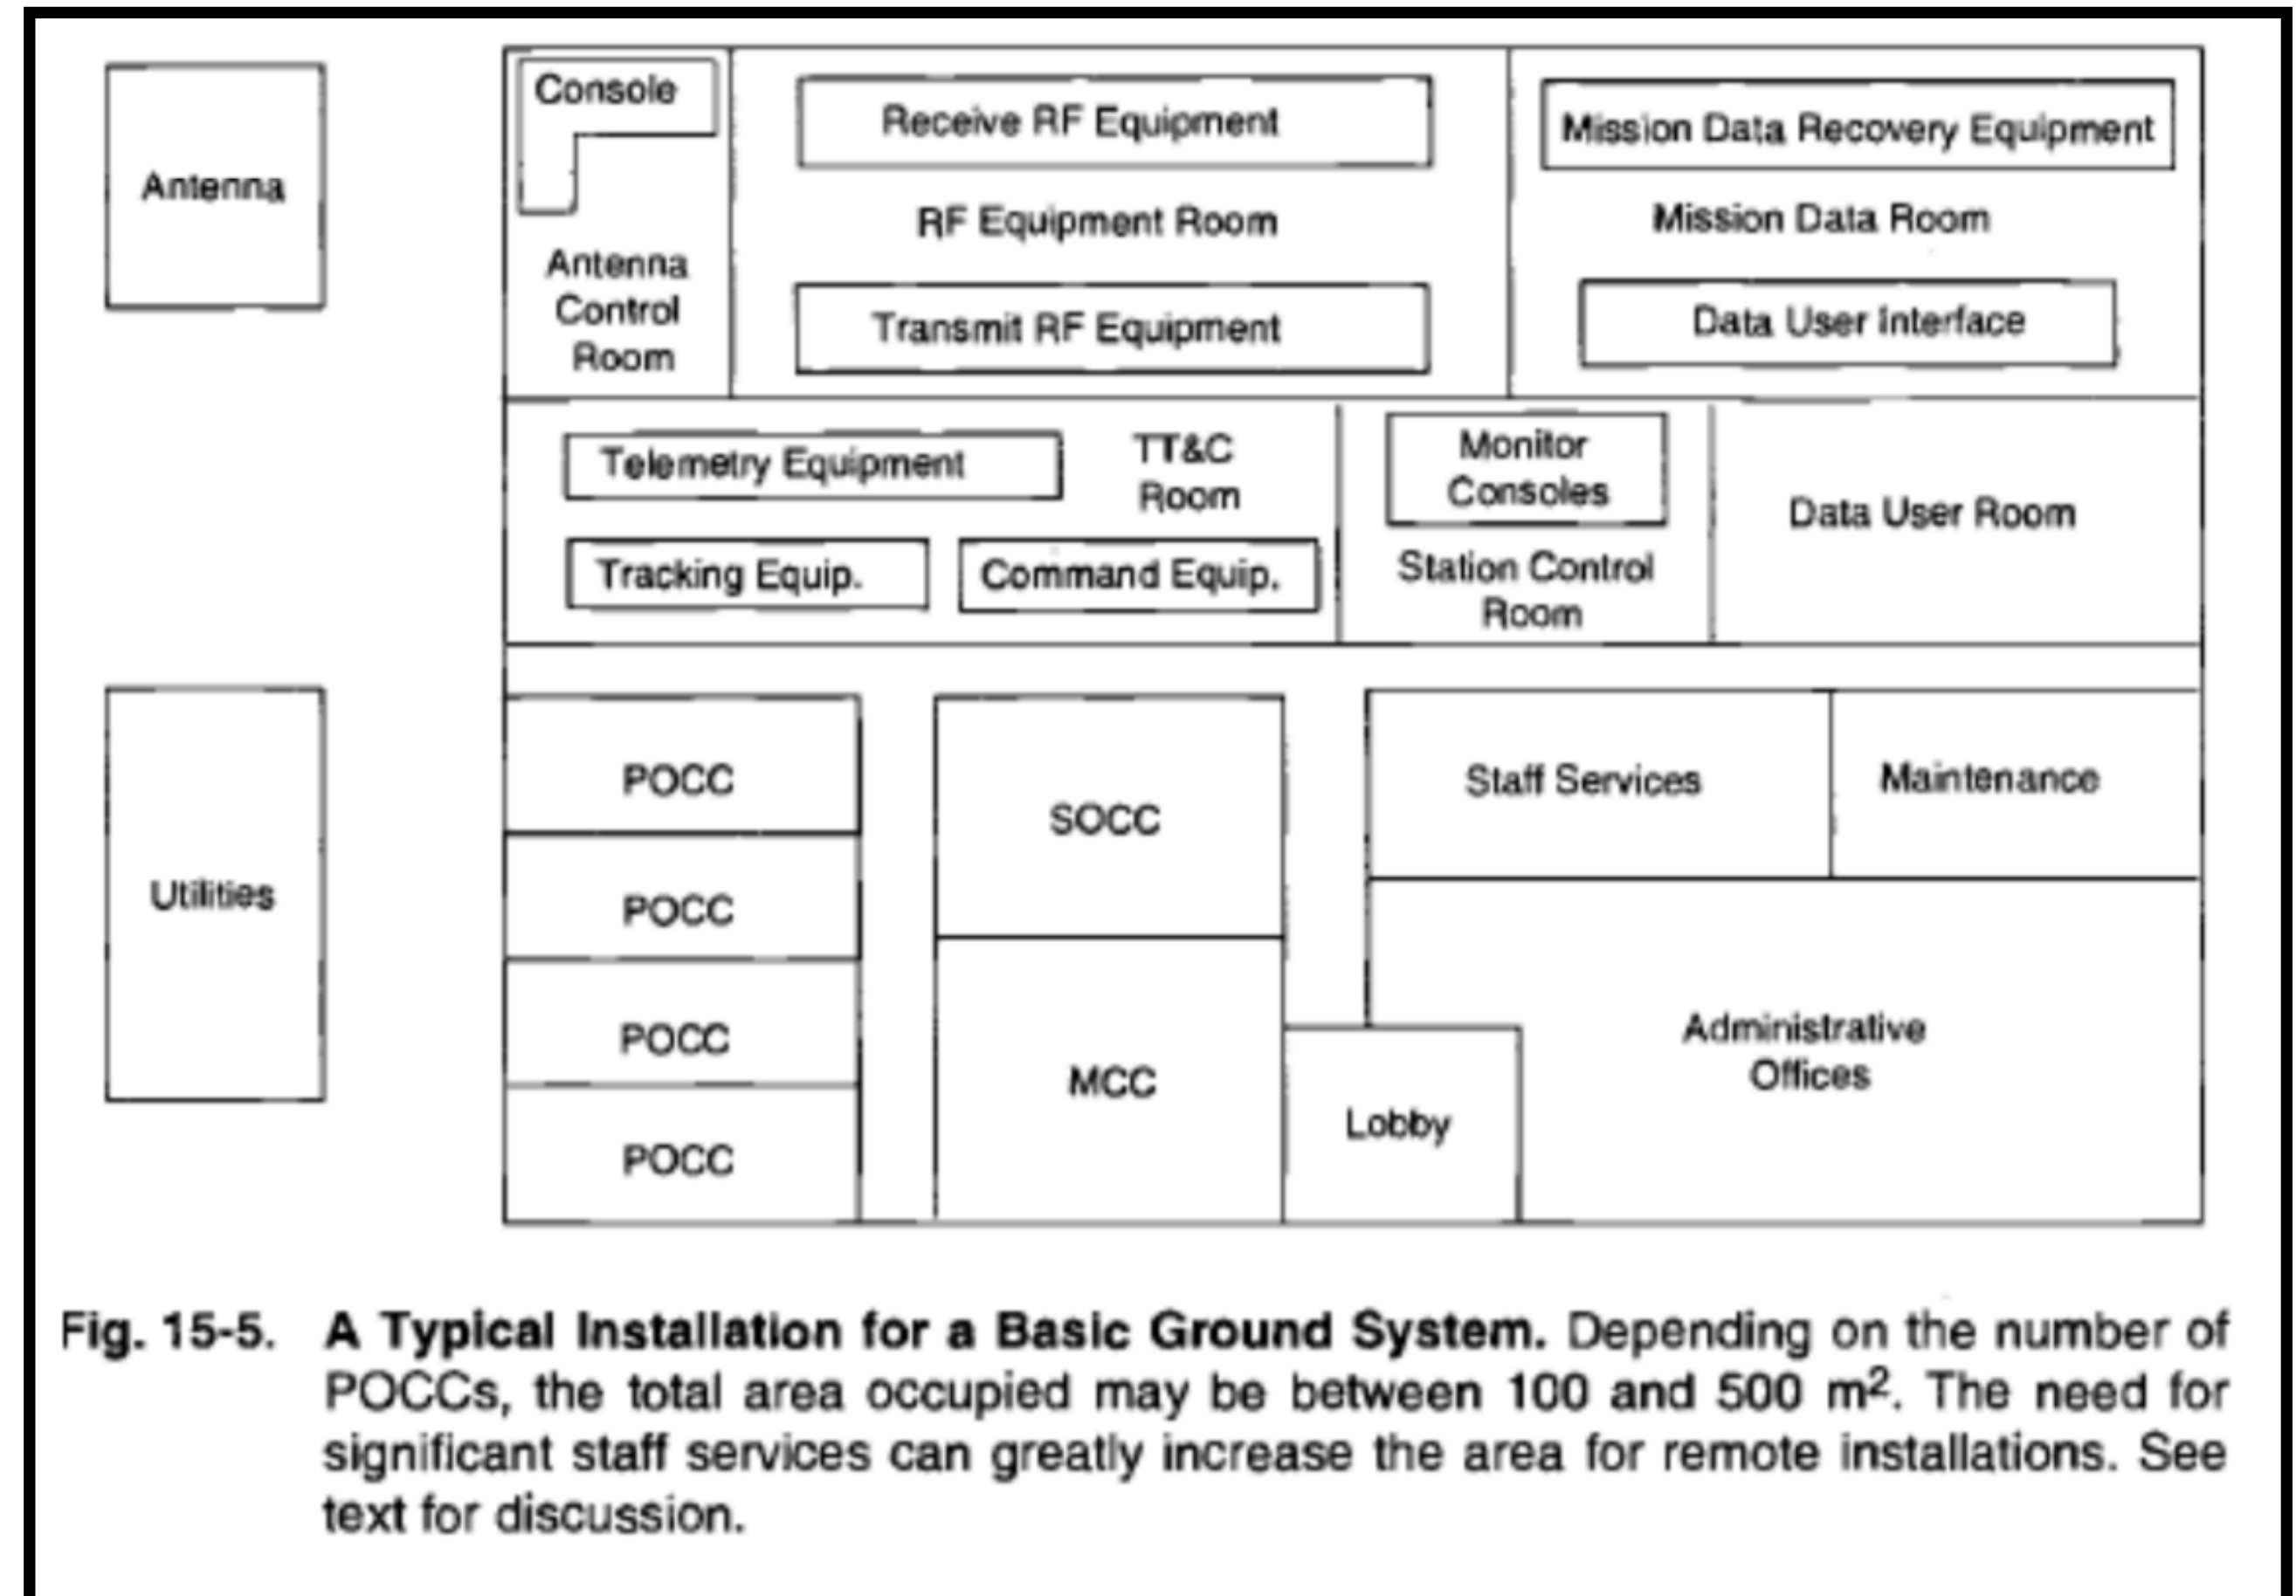 Antenna
Console
Antenna
Control
Room
Receive RF Equipment
RF Equipment Room
Transmit RF Equipment
Mission Data Recovery Equipment
Mission Data Room
Data User Interface
Telemetry Equipment
TT&C
Room
Tracking Equip.
Command Equip.
Monitor
Consoles
Station Control
Room
Data User Room
Utilities
POCC
POCC
POCC
POCC
SOCC
MCC
Lobby
Staff Services
Maintenance
Administrative
Offices
Fig. 15-5. A Typical Installation for a Basic Ground System. Depending on the number of
POCCs, the total area occupied may be between 100 and 500 m². The need for
significant staff services can greatly increase the area for remote installations. See
text for discussion.